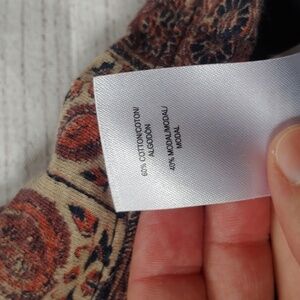 60% COTTON/COTON/
ALGODÓN
40% MODAL/MODAL/
MODAL